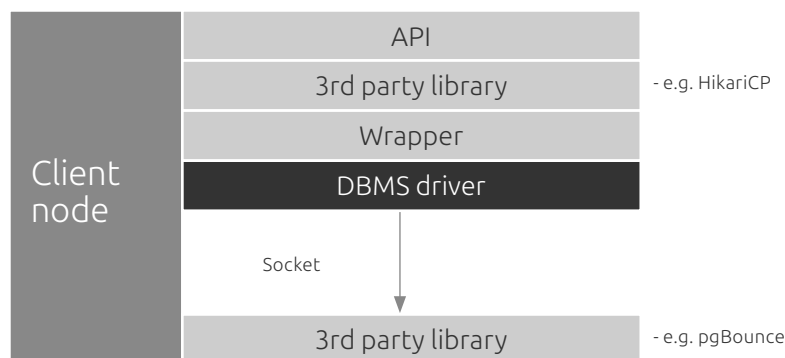 API
3rd party library
- e.g. HikariCP
Wrapper
Client
node
DBMS driver
Socket
3rd party library
- e.g. pgBounce